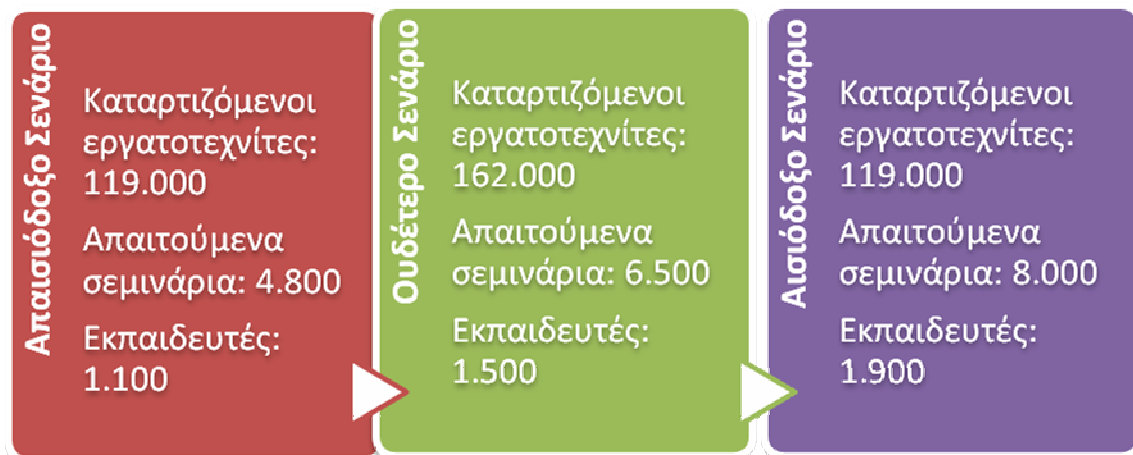 Απαισιόδοξο Σενάριο
Καταρτιζόμενοι
εργατοτεχνίτες:
119.000
Απαιτούμενα
σεμινάρια: 4.800
Εκπαιδευτές:
1.100
Ουδέτερο Σενάριο
Καταρτιζόμενοι
εργατοτεχνίτες:
162.000
Απαιτούμενα
σεμινάρια: 6.500
Εκπαιδευτές:
1.500
Αισιόδοξο Σενάριο
Καταρτιζόμενοι
εργατοτεχνίτες:
119.000
Απαιτούμενα
σεμινάρια: 8.000
Εκπαιδευτές:
1.900